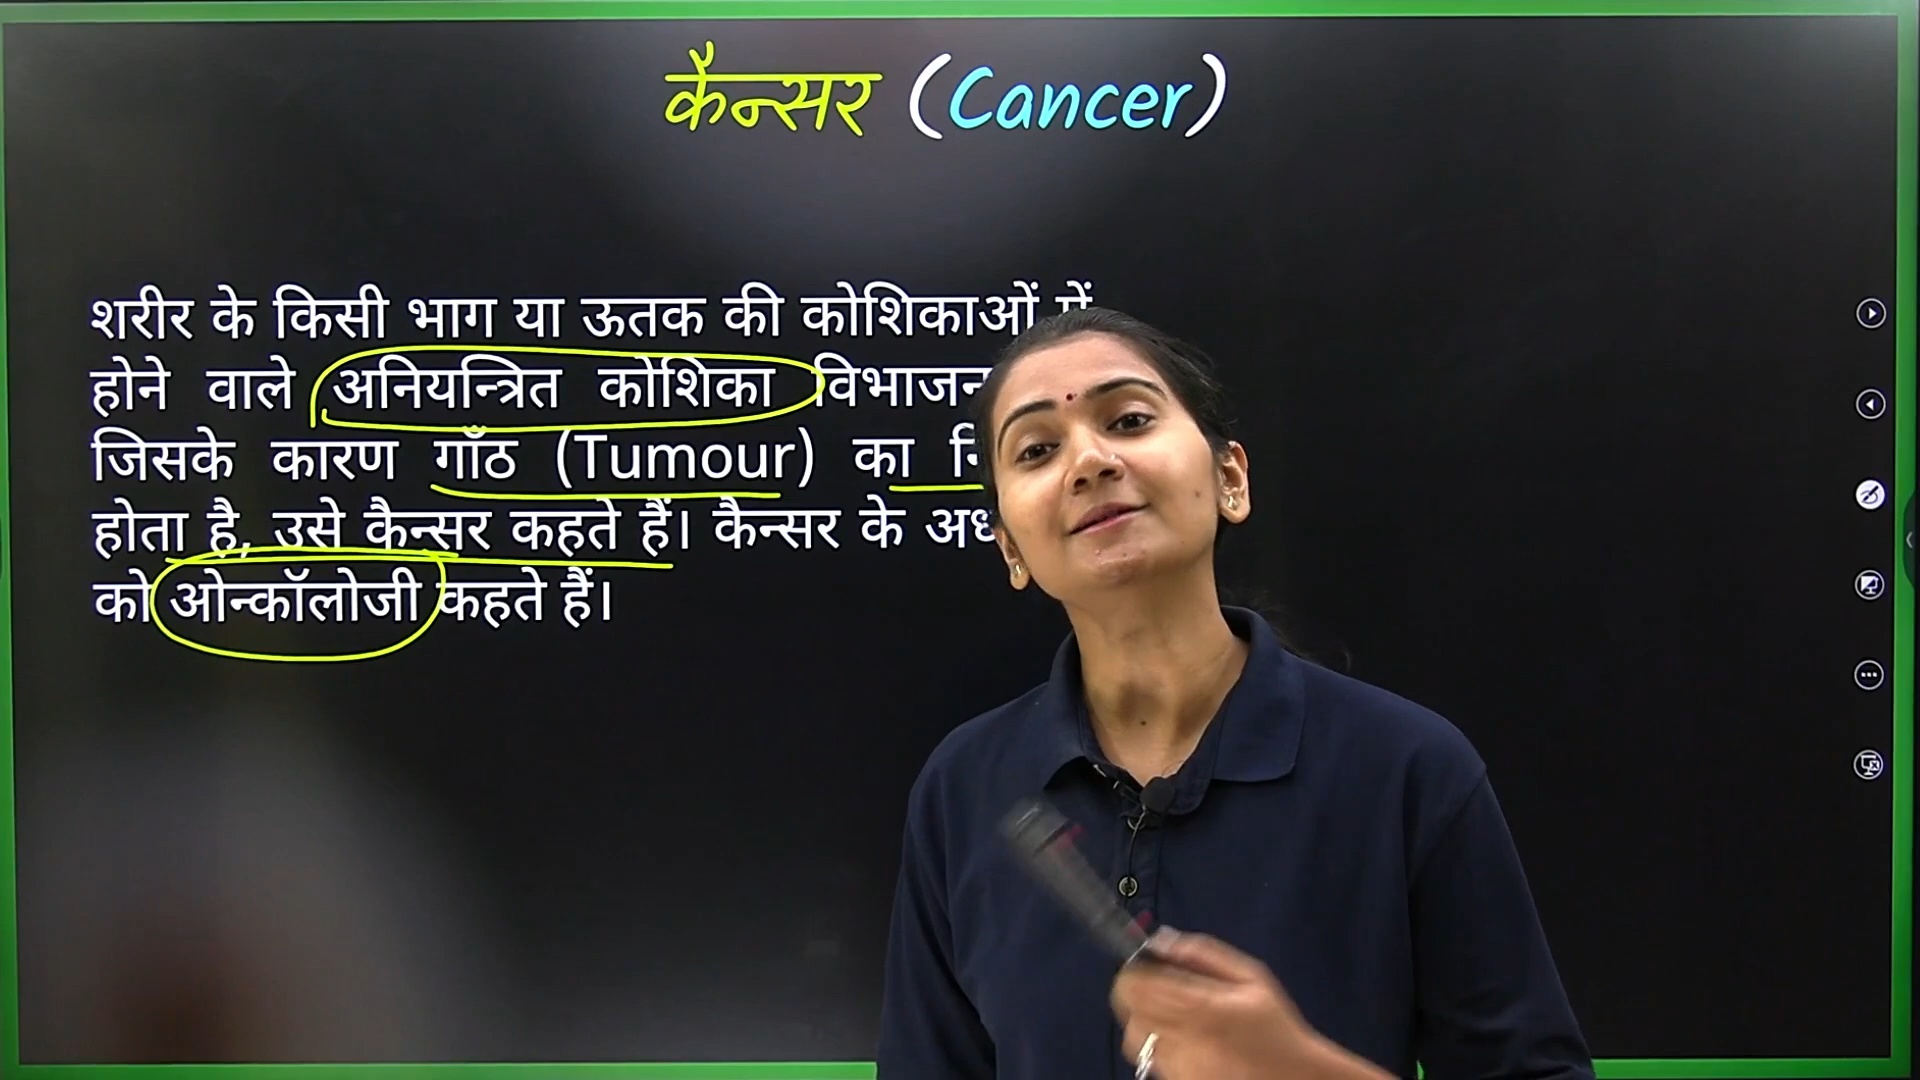 कैन्सर (Cancer)
शरीर के किसी भाग या ऊतक की कोशिकाओं में
होने वाले अनियन्त्रित कोशिका विभाजन
जिसके कारण गाँठ (Tumour) का
होता है, उसे कैन्सर कहते हैं। कैन्सर के
को ओन्कॉलोजी कहते हैं।